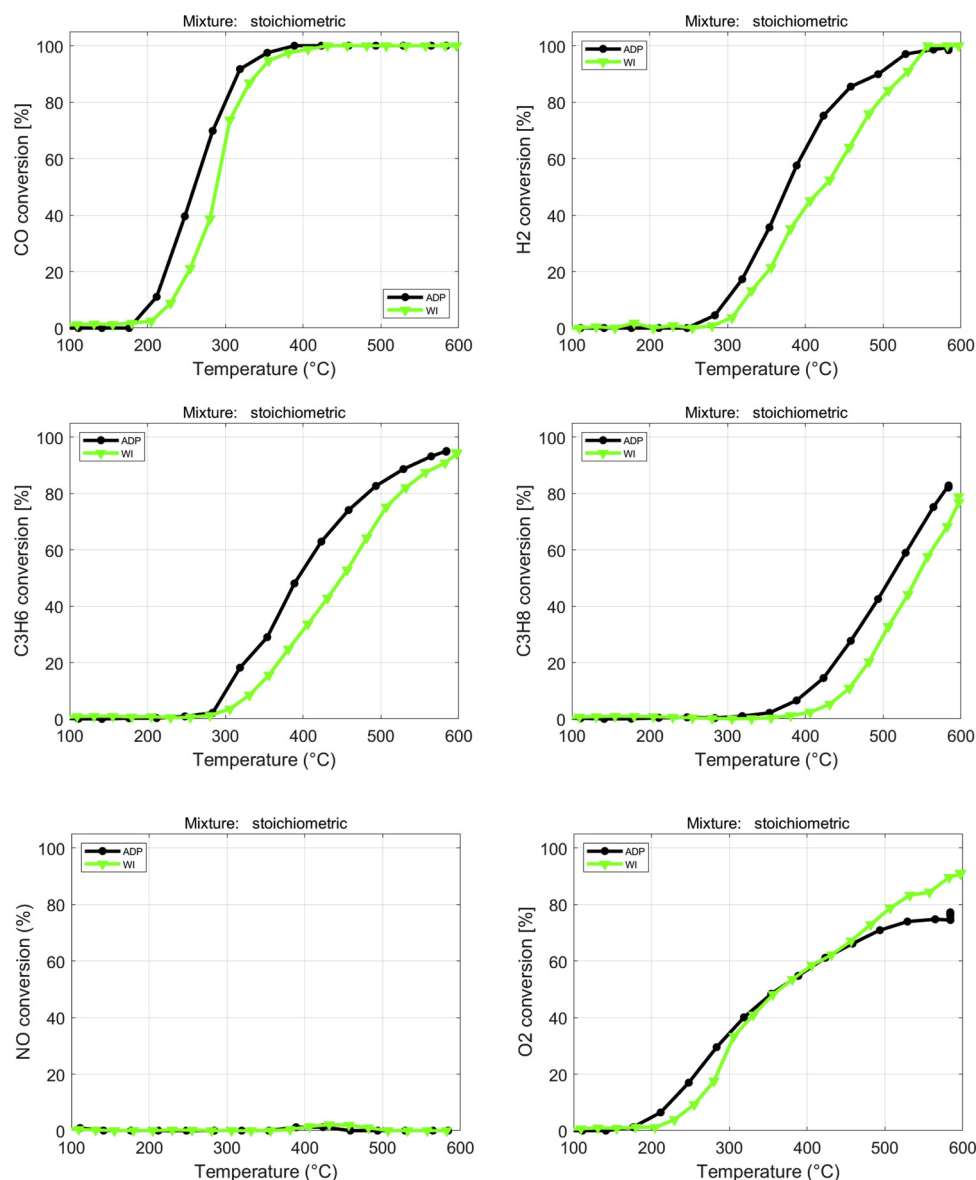 Mixture: stoichiometric
CO conversion [%]
100
80
60
40
20
0
ADP
WI
100 200 300 400 500 600
Temperature (°C)
Mixture: stoichiometric
H2 conversion [%]
100
80
60
40
20
0
ADP
WI
100 200 300 400 500 600
Temperature (°C)
Mixture: stoichiometric
C3H6 conversion [%]
100
80
60
40
20
0
ADP
WI
100 200 300 400 500 600
Temperature (°C)
Mixture: stoichiometric
C3H8 conversion [%]
100
80
60
40
20
0
ADP
WI
100 200 300 400 500 600
Temperature (°C)
Mixture: stoichiometric
NO conversion (%)
100
80
60
40
20
0
ADP
WI
100 200 300 400 500 600
Temperature (°C)
Mixture: stoichiometric
O2 conversion [%]
100
80
60
40
20
0
ADP
WI
100 200 300 400 500 600
Temperature (°C)